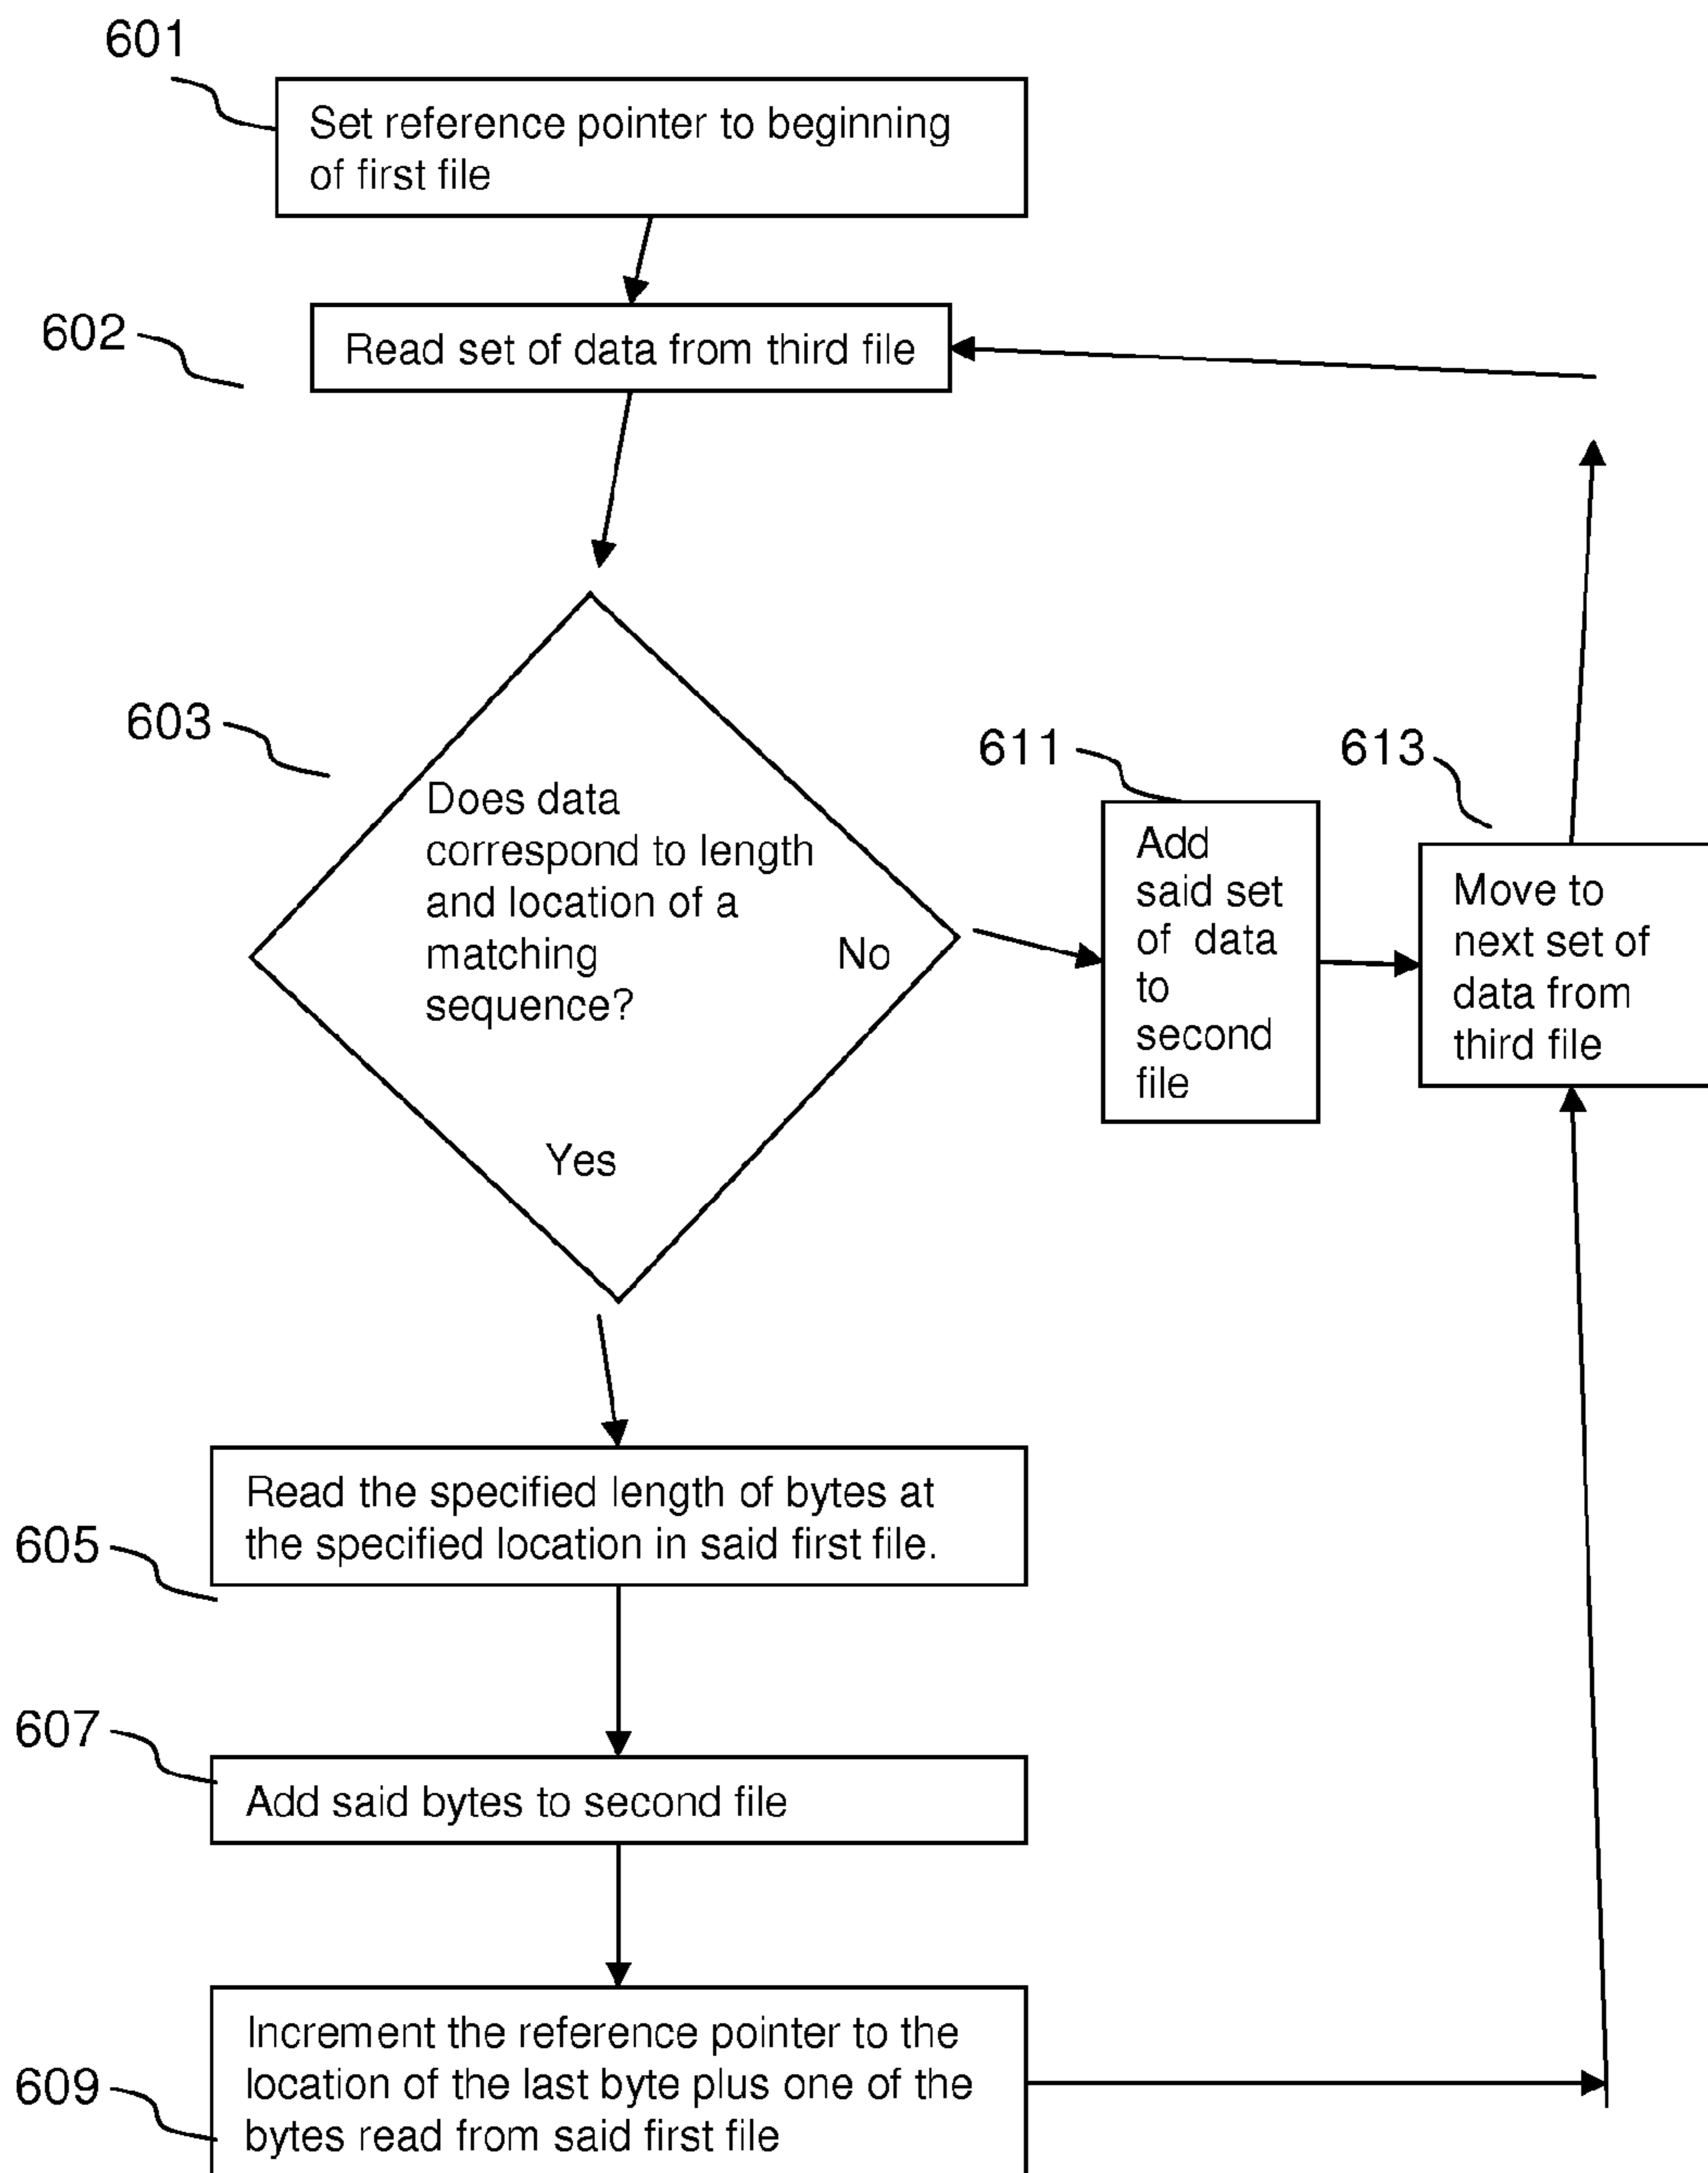 601
Set reference pointer to beginning
of first file
602
Read set of data from third file
603
Does data
correspond to length
and location of a
matching
sequence?
No
Yes
611
Add
said set
of data
to
second
file
613
Move to
next set of
data from
third file
605
Read the specified length of bytes at
the specified location in said first file.
607
Add said bytes to second file
609
Increment the reference pointer to the
location of the last byte plus one of the
bytes read from said first file